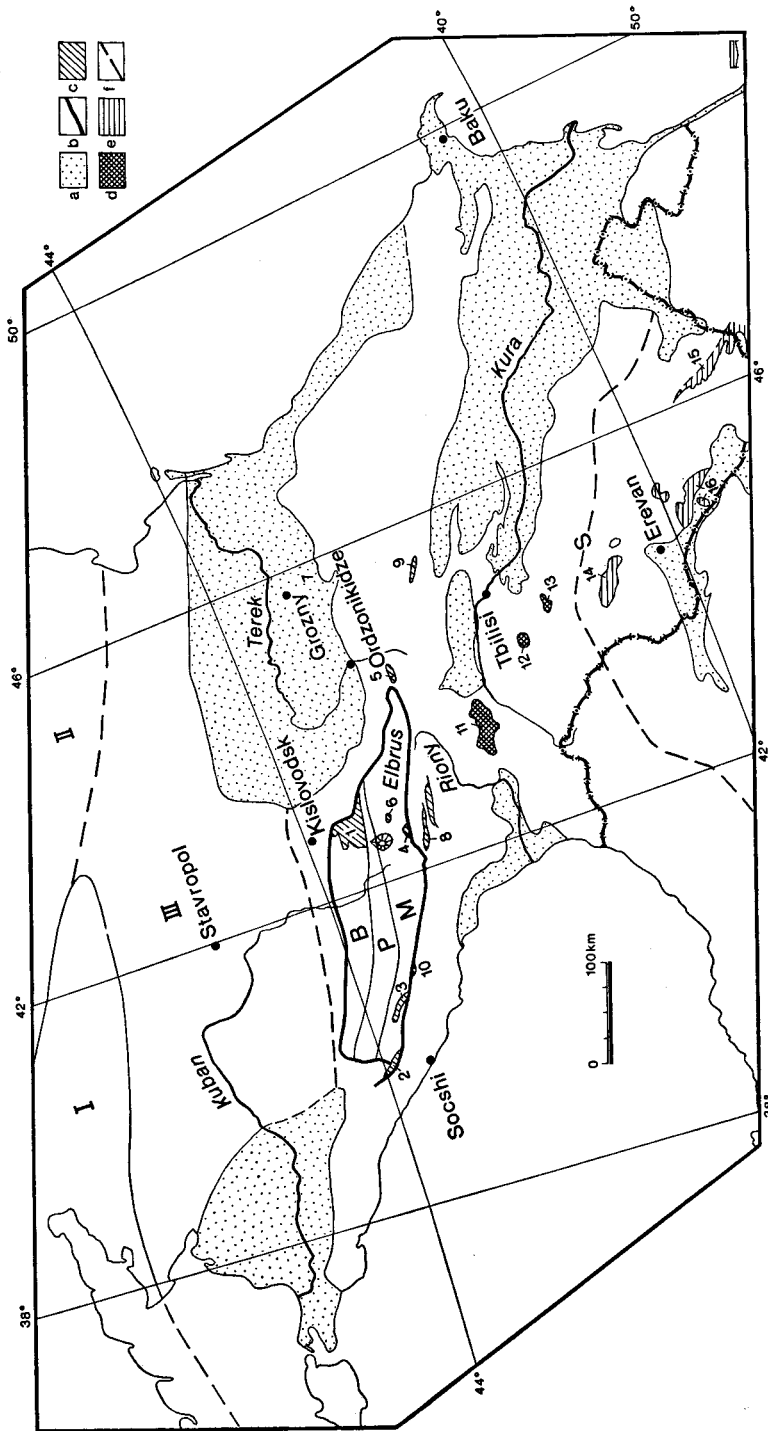 50°
44°
46°
42°
38°
a
b
c
d
e
f
40°
50°
46°
42°
44°
I
II
III
Stavropol
Kuban
Kislovodsk
Terek
Grozny
7
Ordzonikidze
5
Elbrus
6
4
8
B
P
M
Riony
2
3
10
Socshi
9
11
12
13
14
15
Tbilisi
Kura
Baku
S
Erevan
0
100km